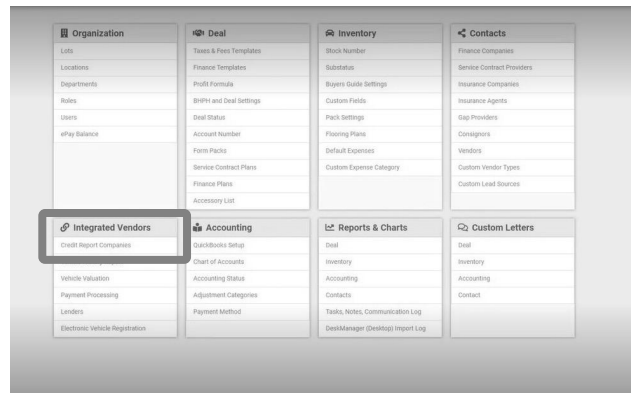 Organization
Lots
Locations
Departments
Roles
Users
ePay Balance
Deal
Taxes & Fees Templates
Finance Templates
Profit Formula
BHPH and Deal Settings
Deal Status
Account Number
Form Packs
Service Contract Plans
Finance Plans
Accessory List
Inventory
Stock Number
Substatus
Buyers Guide Settings
Custom Fields
Pack Settings
Flooring Plans
Default Expenses
Custom Expense Category
Contacts
Finance Companies
Service Contract Providers
Insurance Companies
Insurance Agents
Gap Providers
Consignors
Vendors
Custom Vendor Types
Custom Lead Sources
Integrated Vendors
Credit Report Companies
Vehicle Valuation
Payment Processing
Lenders
Electronic Vehicle Registration
Accounting
QuickBooks Setup
Chart of Accounts
Accounting Status
Adjustment Categories
Payment Method
Reports & Charts
Deal
Inventory
Accounting
Contacts
Tasks, Notes, Communication Log
DeskManager (Desktop) Import Log
Custom Letters
Deal
Inventory
Accounting
Contact